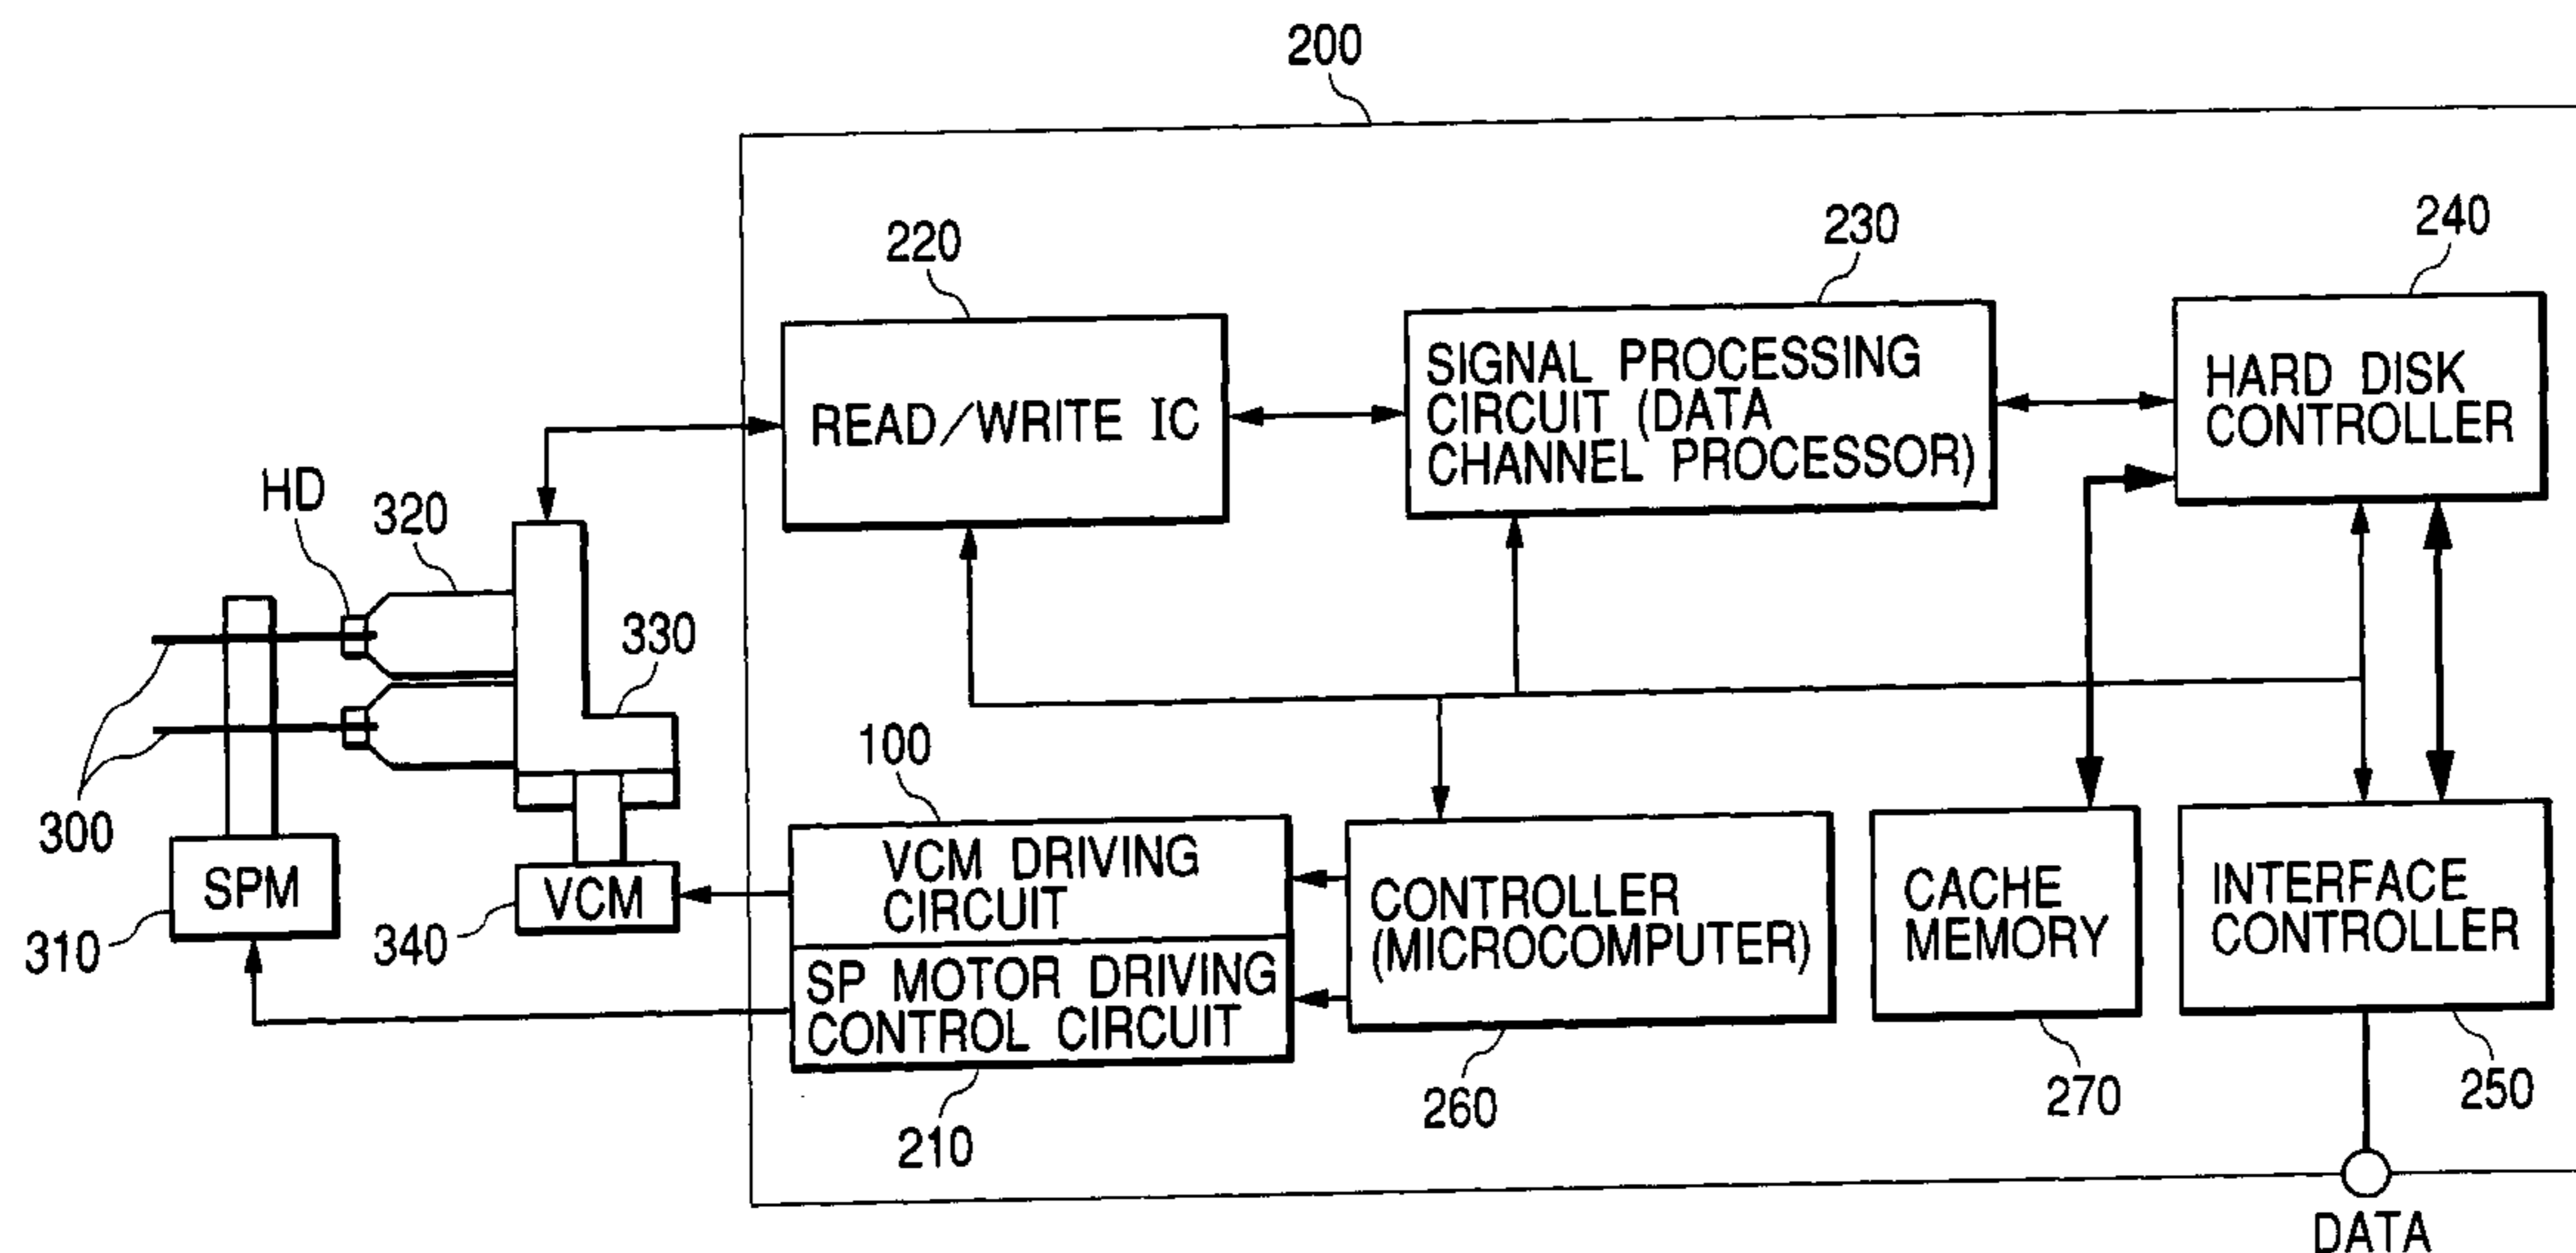 200
220
230
240
READ/WRITE IC
SIGNAL PROCESSING
CIRCUIT (DATA
CHANNEL PROCESSOR)
HARD DISK
CONTROLLER
HD
320
330
300
SPM
310
VCM
340
100
VCM DRIVING
CIRCUIT
SP MOTOR DRIVING
CONTROL CIRCUIT
210
CONTROLLER
(MICROCOMPUTER)
260
CACHE
MEMORY
270
INTERFACE
CONTROLLER
250
DATA